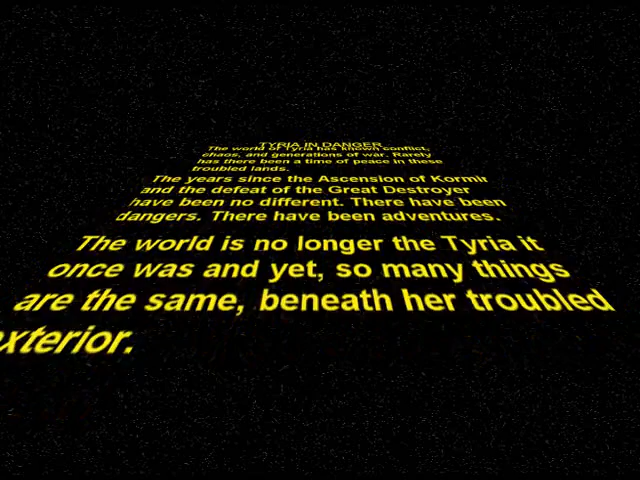 TYRIA IN DANGER
The world of Tyria has known conflict,
chaos, and generations of war. Rarely
has there been a time of peace in these
troubled lands.
The years since the Ascension of Kormir
and the defeat of the Great Destroyer
have been no different. There have been
dangers. There have been adventures.
The world is no longer the Tyria it
once was and yet, so many things
are the same, beneath her troubled
exterior.